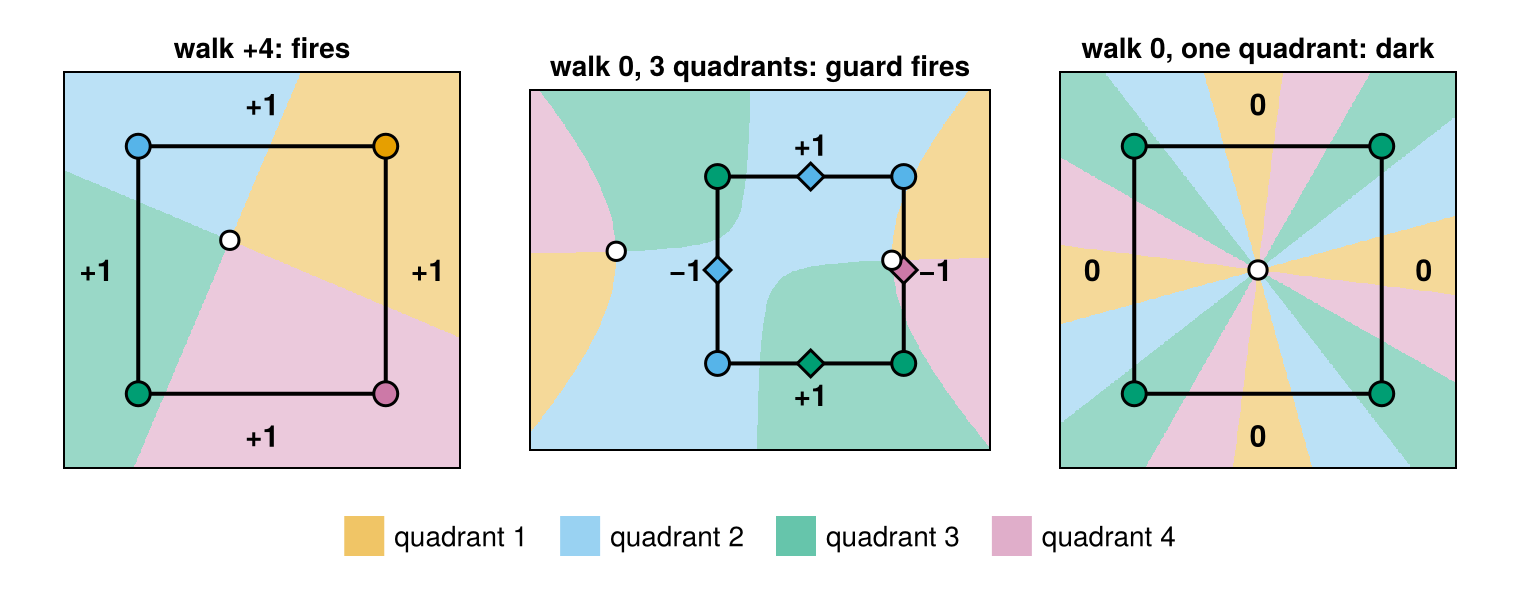 walk +4: fires
+1
+1
+1
+1
walk 0, 3 quadrants: guard fires
+1
−1
−1
+1
walk 0, one quadrant: dark
0
0
0
0
quadrant 1
quadrant 2
quadrant 3
quadrant 4